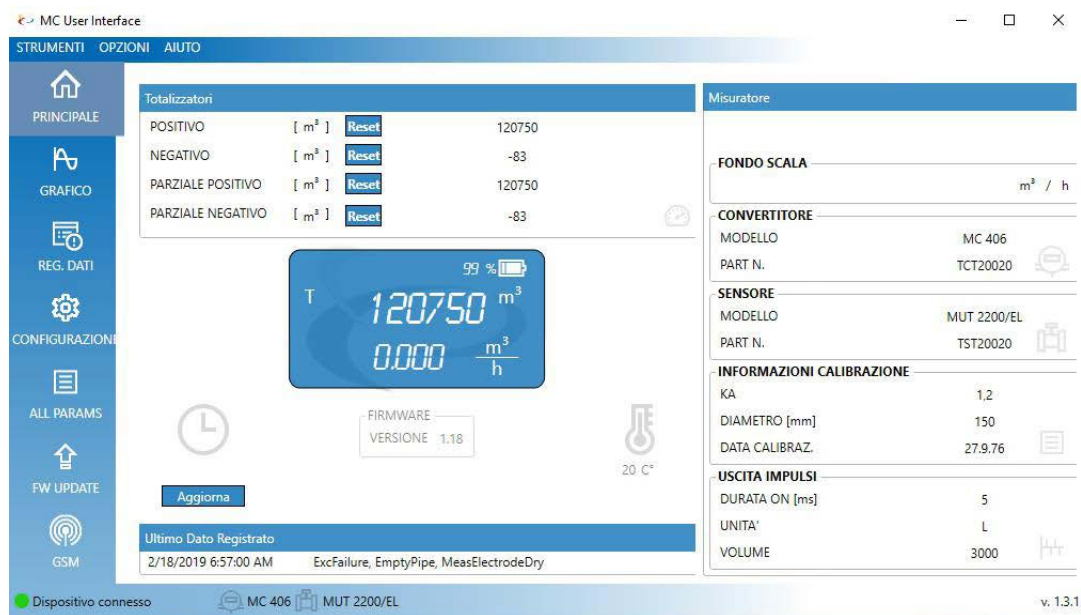 MC User Interface
STRUMENTI OPZIONI AIUTO
PRINCIPALE
GRAFICO
REG. DATI
CONFIGURAZIONE
ALL PARAMS
FW UPDATE
GSM
Totalizzatori
POSITIVO [ m³ ] Reset 120750
NEGATIVO [ m³ ] Reset -83
PARZIALE POSITIVO [ m³ ] Reset 120750
PARZIALE NEGATIVO [ m³ ] Reset -83
99 %
T 120750 m³
0.000 m³/h
FIRMWARE
VERSIONE 1.18
20 C°
Aggiorna
Ultimo Dato Registrato
2/18/2019 6:57:00 AM ExcFailure, EmptyPipe, MeasElectrodeDry
Misuratore
FONDO SCALA
m³ / h
CONVERTITORE
MODELLO MC 406
PART N. TCT20020
SENSORE
MODELLO MUT 2200/EL
PART N. TST20020
INFORMAZIONI CALIBRAZIONE
KA 1,2
DIAMETRO [mm] 150
DATA CALIBRAZ. 27.9.76
USCITA IMPULSI
DURATA ON [ms] 5
UNITA' L
VOLUME 3000
Dispositivo connesso MC 406 MUT 2200/EL v. 1.3.1